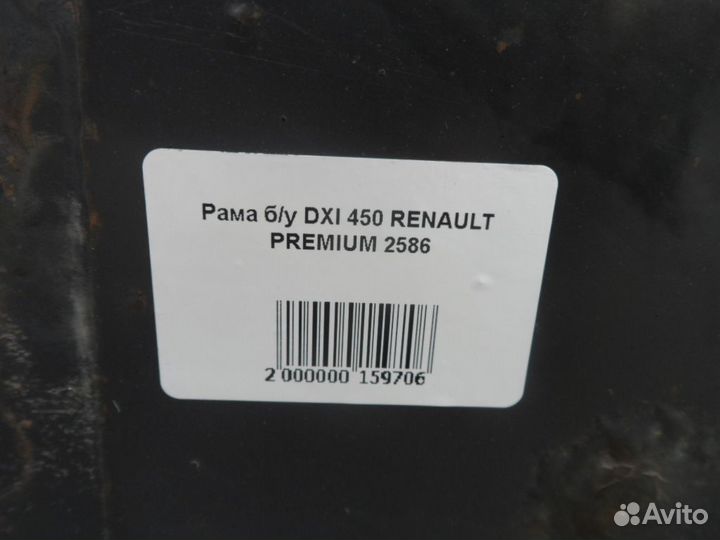 Рама б/у DXI 450 RENAULT
PREMIUM 2586
2 000000 159706
Avito